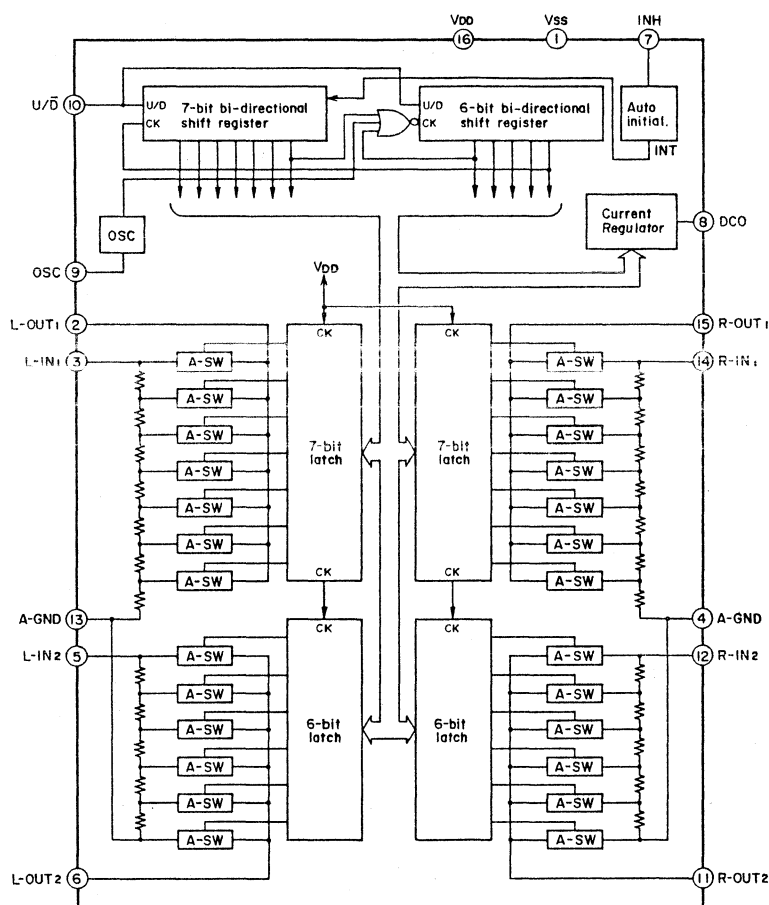 VDD VSS INH
16 1 7
U/D̅ 10
U/D 7-bit bi-directional
CK shift register
U/D 6-bit bi-directional
CK shift register
Auto
initial.
INT
OSC
Current
Regulator
8 DCO
OSC 9
VDD
L-OUT1 2
15 R-OUT1
CK CK
L-IN1 3 A-SW
A-SW 14 R-IN1
A-SW A-SW
A-SW A-SW
7-bit
latch
7-bit
latch
A-SW A-SW
A-SW A-SW
A-SW A-SW
A-SW A-SW
CK CK
A-GND 13
4 A-GND
CK CK
L-IN2 5 A-SW
A-SW 12 R-IN2
A-SW A-SW
A-SW A-SW
6-bit
latch
6-bit
latch
A-SW A-SW
A-SW A-SW
A-SW A-SW
L-OUT2 6
11 R-OUT2